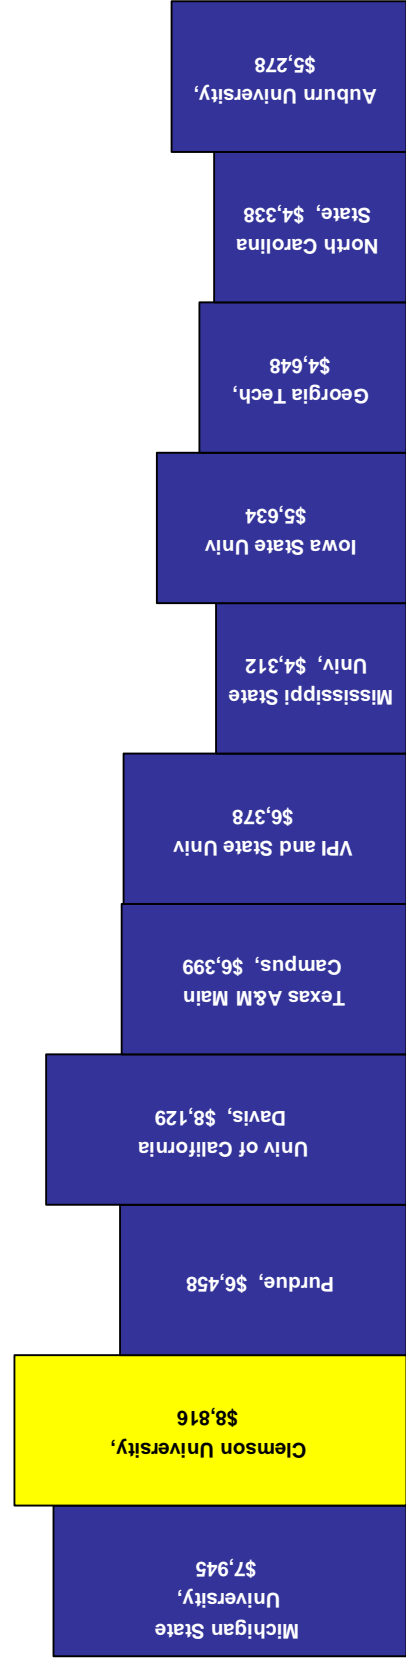 Michigan State
University,
$7,945
Clemson University,
$8,816
Purdue,  $6,458
Univ of California
Davis,  $8,129
Texas A&M Main
Campus,  $6,399
VPI and State Univ
$6,378
Mississippi State
Univ,  $4,312
Iowa State Univ
$5,634
Georgia Tech,
$4,648
North Carolina
State,  $4,338
Auburn University,
$5,278